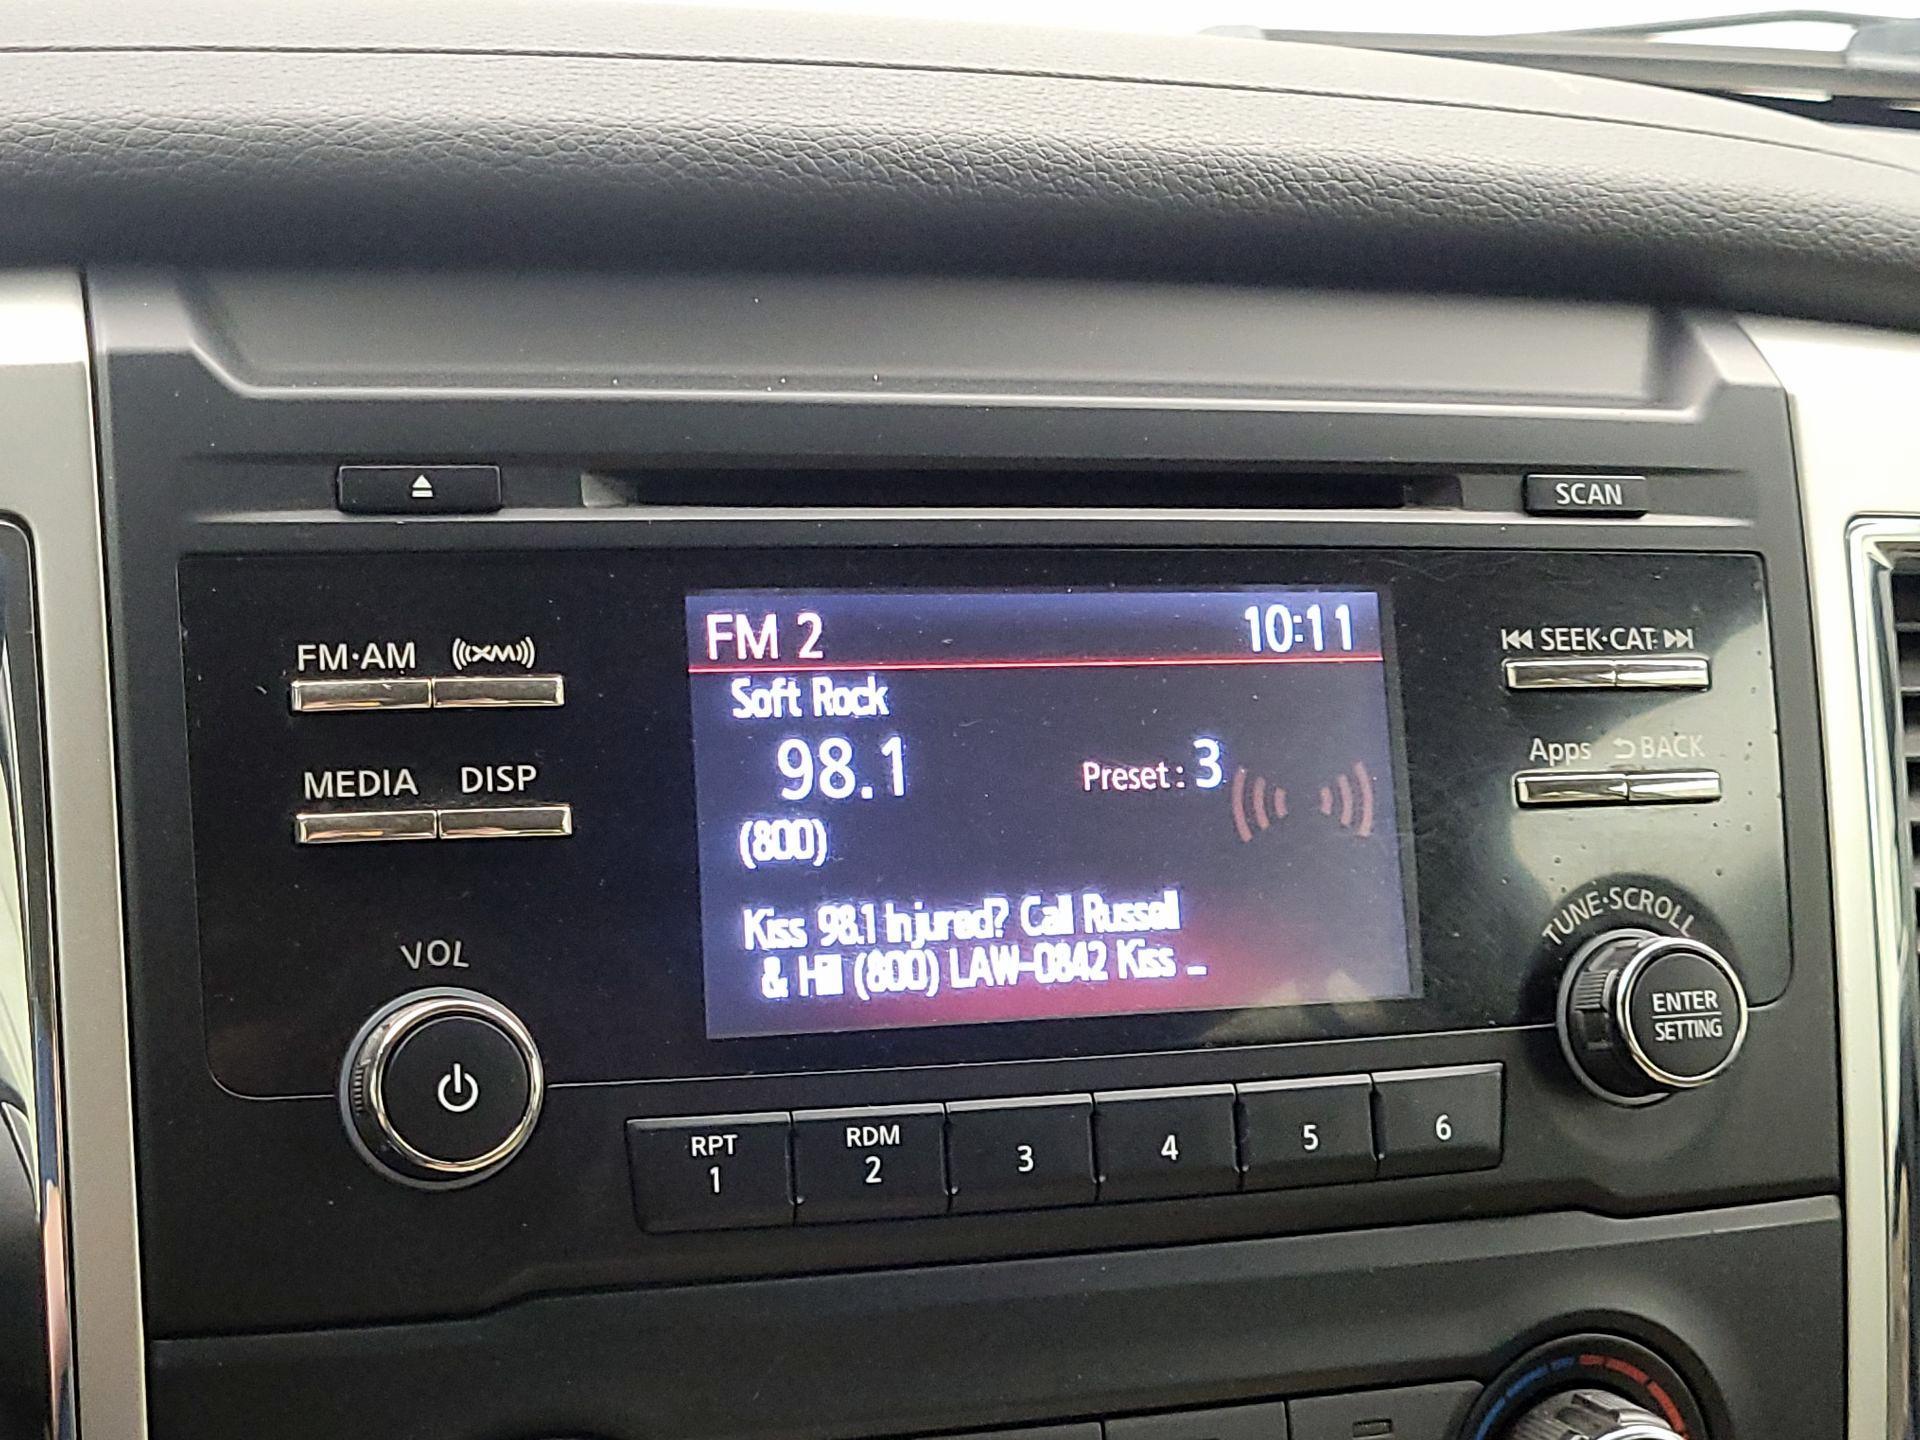 SCAN
FM 2 10:11
FM·AM XM
SEEK·CAT
Soft Rock
98.1 Preset: 3
MEDIA DISP
Apps BACK
(800)
Kiss 98.1 Injured? Call Russell
& Hill (800) LAW-0842 Kiss ...
VOL
TUNE·SCROLL
ENTER
SETTING
RPT RDM
1 2 3 4 5 6